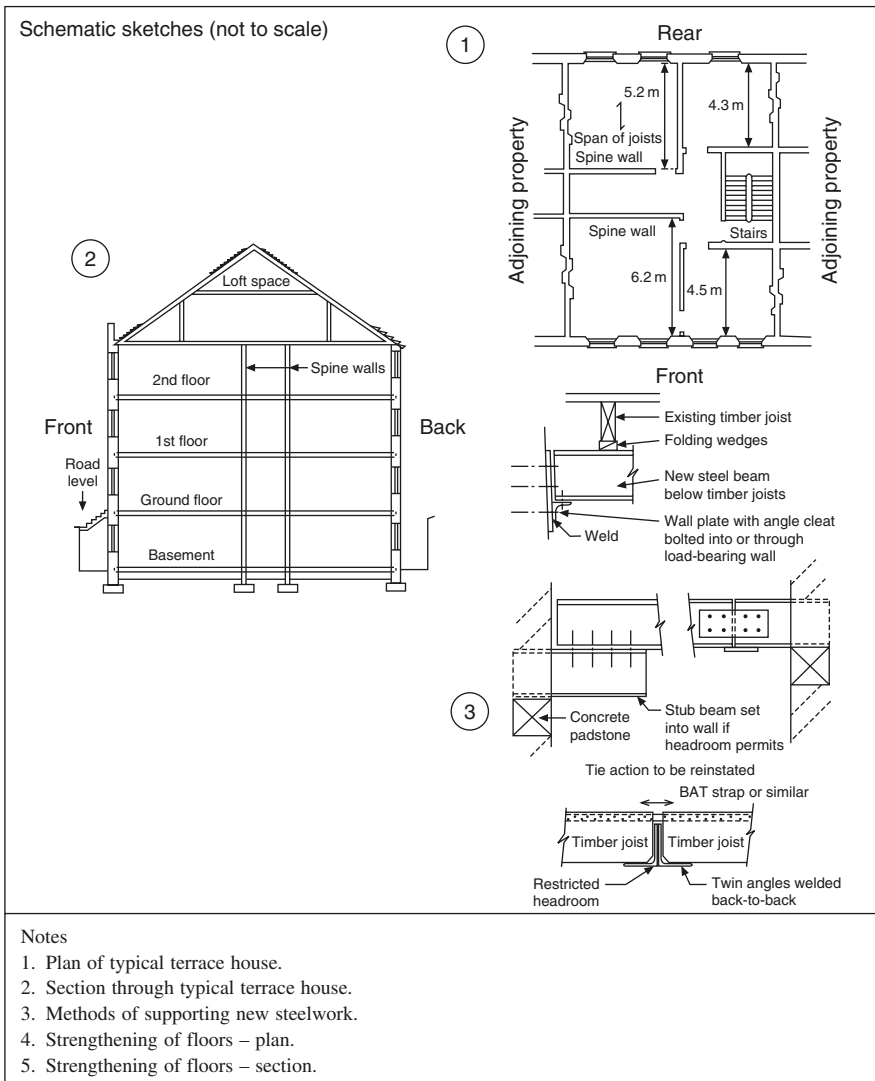 Schematic sketches (not to scale)
1
Rear
5.2 m
4.3 m
Span of joists
Spine wall
Adjoining property
Adjoining property
Spine wall
Stairs
6.2 m
4.5 m
Front
2
Loft space
Spine walls
2nd floor
Front
Back
1st floor
Road
level
Ground floor
Basement
Existing timber joist
Folding wedges
New steel beam
below timber joists
Wall plate with angle cleat
bolted into or through
load-bearing wall
Weld
3
Concrete
padstone
Stub beam set
into wall if
headroom permits
Tie action to be reinstated
BAT strap or similar
Timber joist
Timber joist
Restricted
headroom
Twin angles welded
back-to-back
Notes
1. Plan of typical terrace house.
2. Section through typical terrace house.
3. Methods of supporting new steelwork.
4. Strengthening of floors – plan.
5. Strengthening of floors – section.